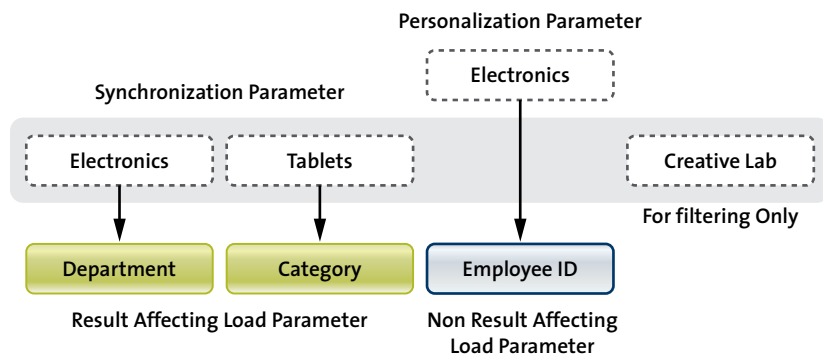 Personalization Parameter
Electronics
Synchronization Parameter
Electronics
Tablets
Creative Lab
For filtering Only
Department
Category
Employee ID
Result Affecting Load Parameter
Non Result Affecting
Load Parameter